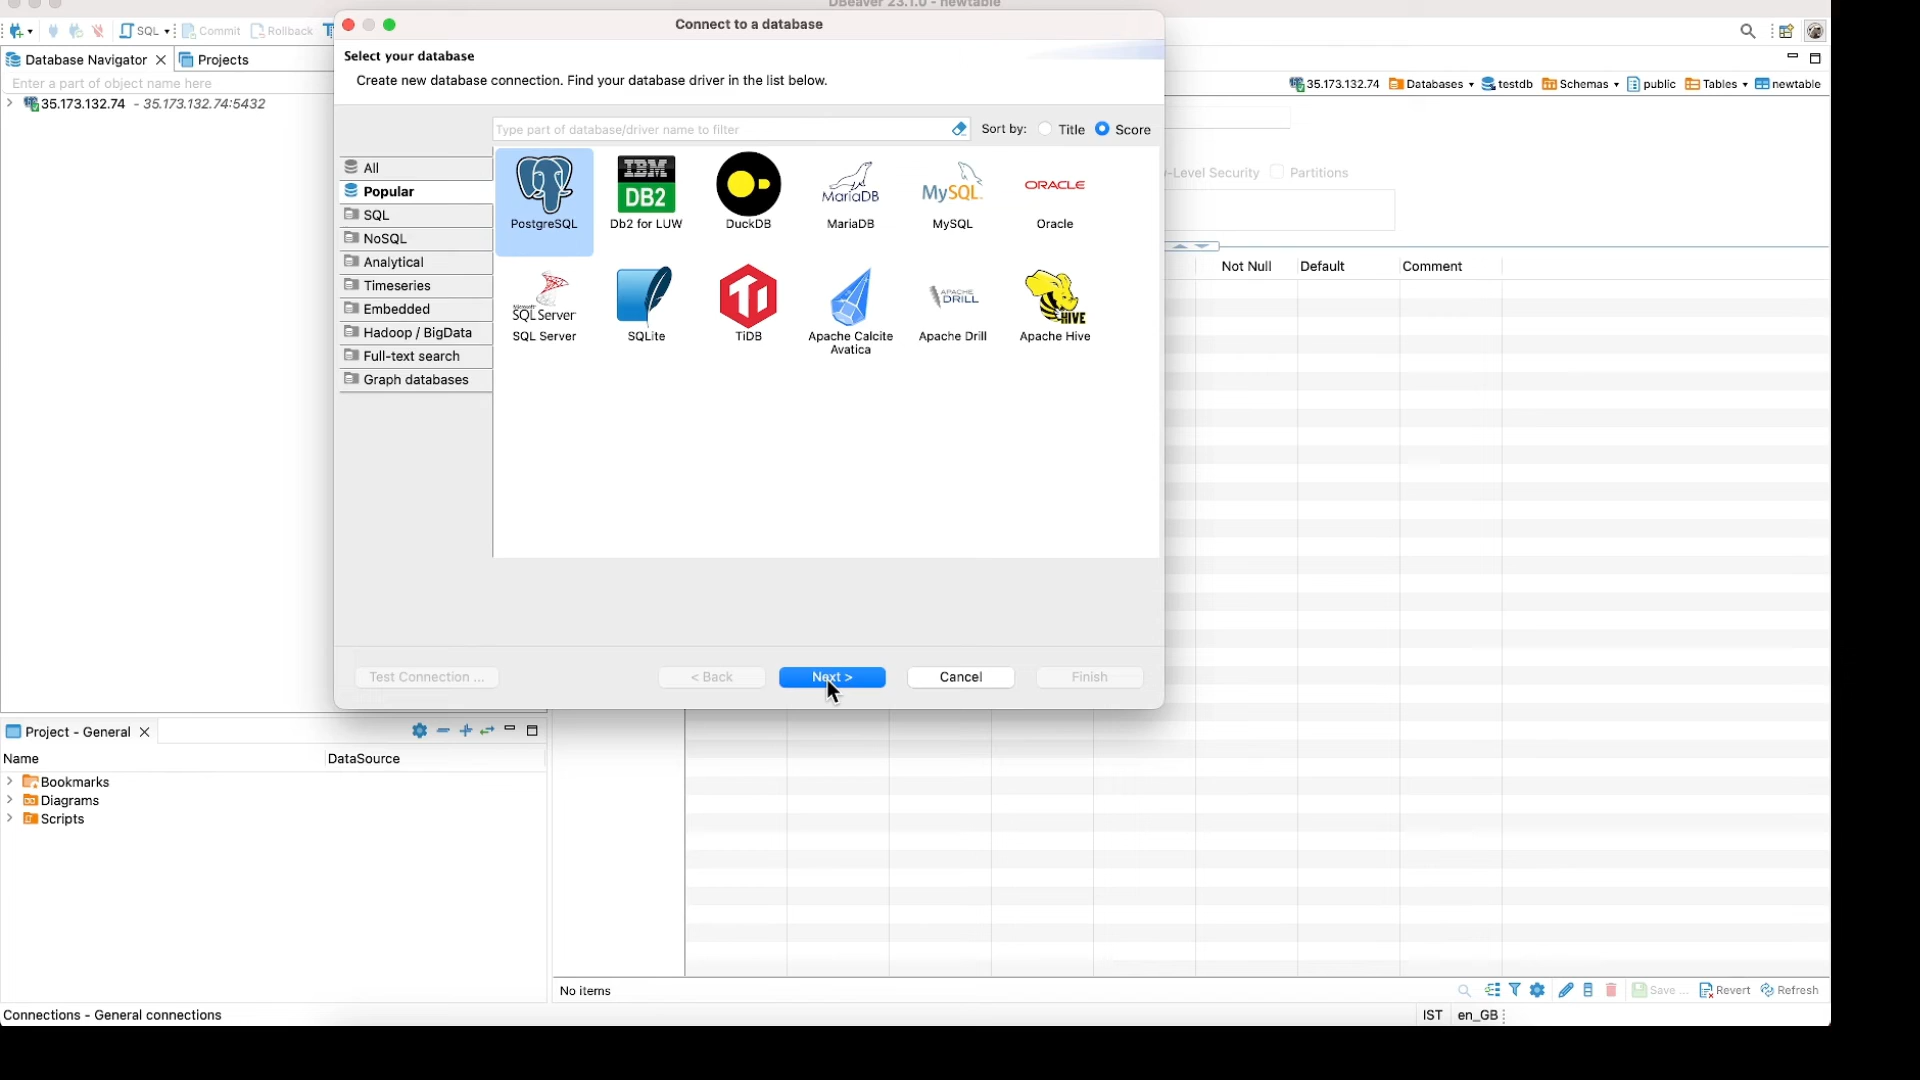 DBeaver 23.1.0 - newtable
Connect to a database
SQL
Commit
Rollback
Select your database
Create new database connection. Find your database driver in the list below.
Database Navigator
Projects
Enter a part of object name here
35.173.132.74 - 35.173.132.74:5432
35.173.132.74
Databases
testdb
Schemas
public
Tables
newtable
Type part of database/driver name to filter
Sort by:
Title
Score
All
Popular
SQL
NoSQL
Analytical
Timeseries
Embedded
Hadoop / BigData
Full-text search
Graph databases
PostgreSQL
IBM
DB2
Db2 for LUW
DuckDB
MariaDB
MariaDB
MySQL
MySQL
ORACLE
Oracle
Microsoft
SQL Server
SQL Server
SQLite
TiDB
Apache Calcite
Avatica
APACHE
DRILL
Apache Drill
HIVE
Apache Hive
-Level Security
Partitions
Not Null
Default
Comment
Test Connection ...
< Back
Next >
Cancel
Finish
Project - General
Name
DataSource
Bookmarks
Diagrams
Scripts
No items
Save ...
Revert
Refresh
Connections - General connections
IST
en_GB